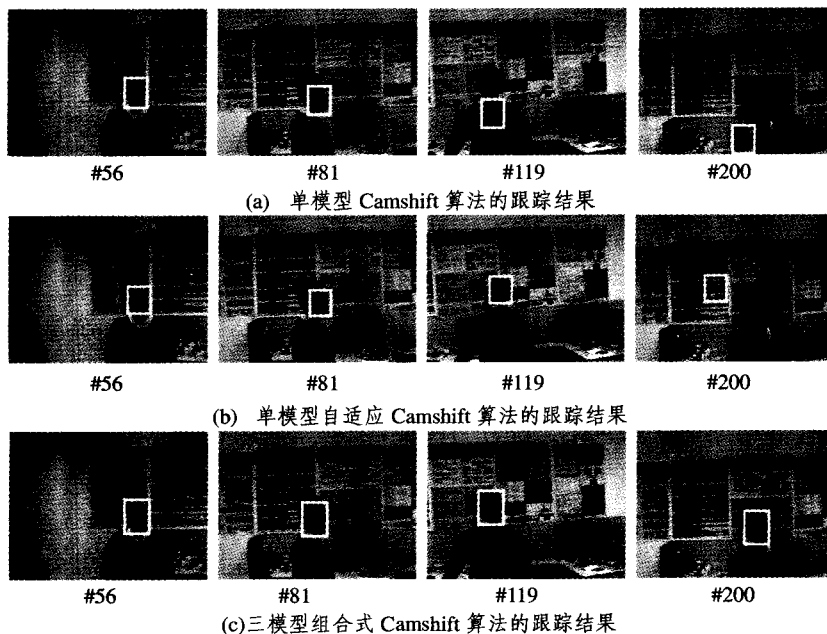 #56 #81 #119 #200
(a) 单模型 Camshift 算法的跟踪结果
#56 #81 #119 #200
(b) 单模型自适应 Camshift 算法的跟踪结果
#56 #81 #119 #200
(c)三模型组合式 Camshift 算法的跟踪结果